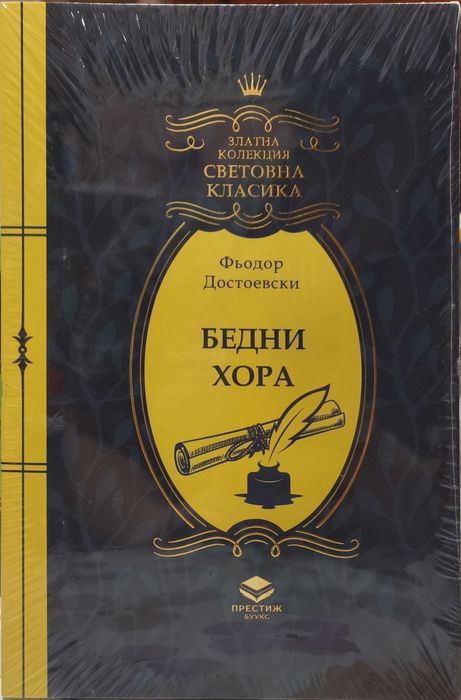 ЗЛАТНА
КОЛЕКЦИЯ
СВЕТОВНА
КЛАСИКА
Фьодор
Достоевски
БЕДНИ
ХОРА
ПРЕСТИЖ
БУУКС